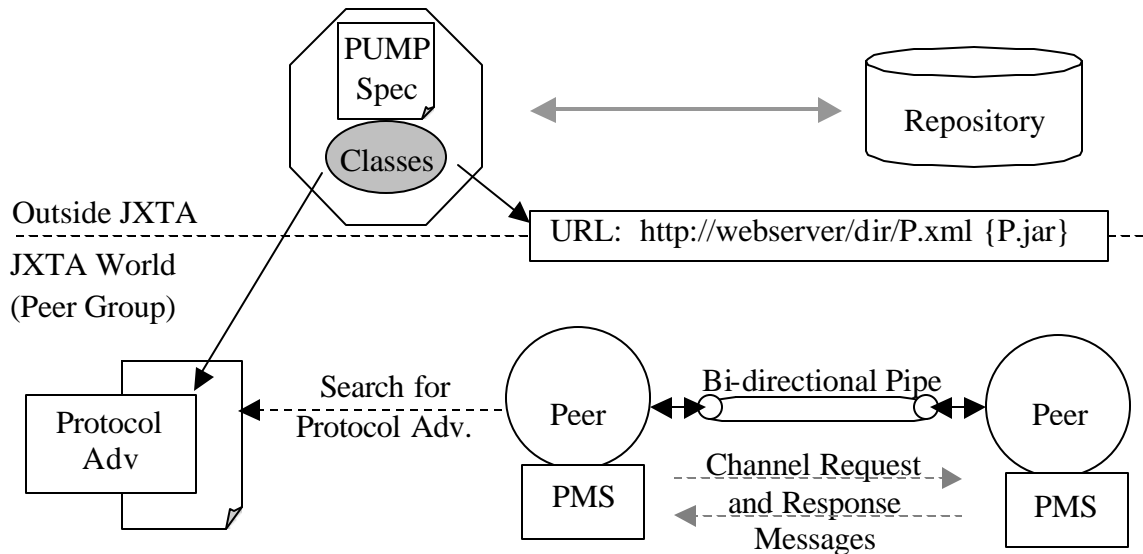 PUMP
Spec
Classes
Repository
Outside JXTA
URL: http://webserver/dir/P.xml {P.jar}
JXTA World
(Peer Group)
Protocol
Adv
Search for
Protocol Adv.
Peer
PMS
Bi-directional Pipe
Channel Request
and Response
Messages
Peer
PMS